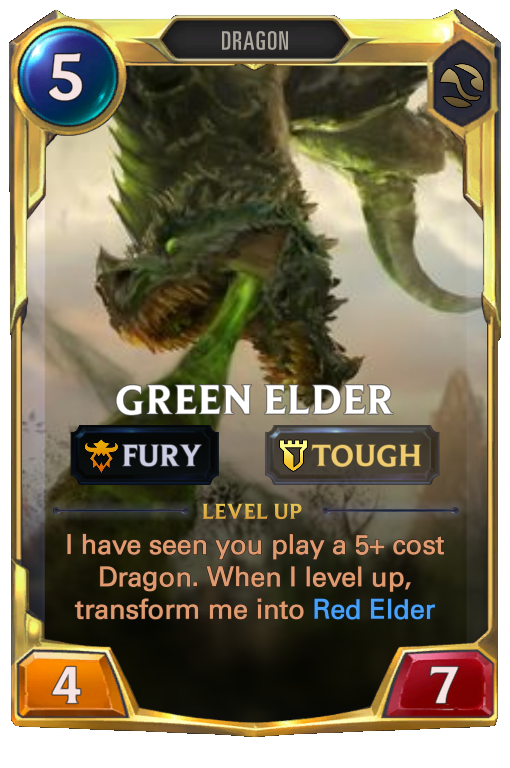 5
DRAGON
GREEN ELDER
FURY
TOUGH
LEVEL UP
I have seen you play a 5+ cost
Dragon. When I level up,
transform me into Red Elder
4
7